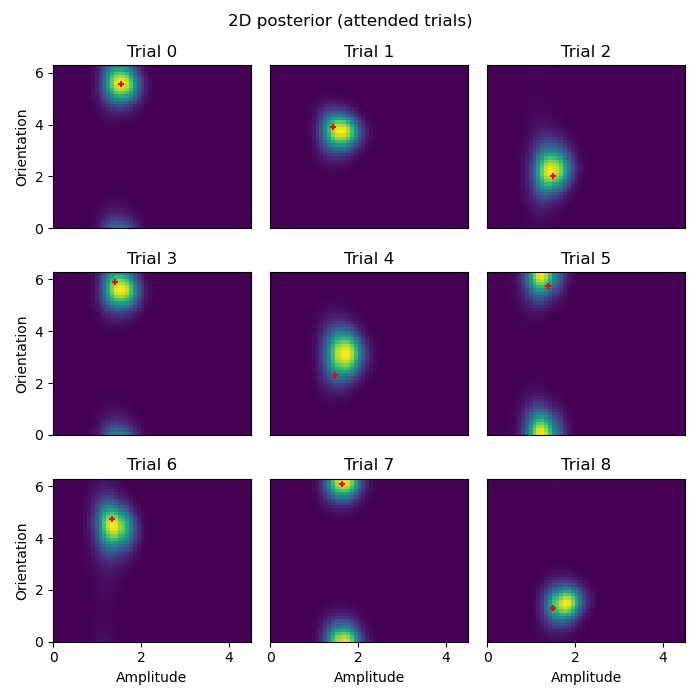 2D posterior (attended trials)
Trial 0
Trial 1
Trial 2
Orientation
6
4
2
0
Trial 3
Trial 4
Trial 5
Orientation
6
4
2
0
Trial 6
Trial 7
Trial 8
Orientation
6
4
2
0
0 2 4
0 2 4
0 2 4
Amplitude
Amplitude
Amplitude